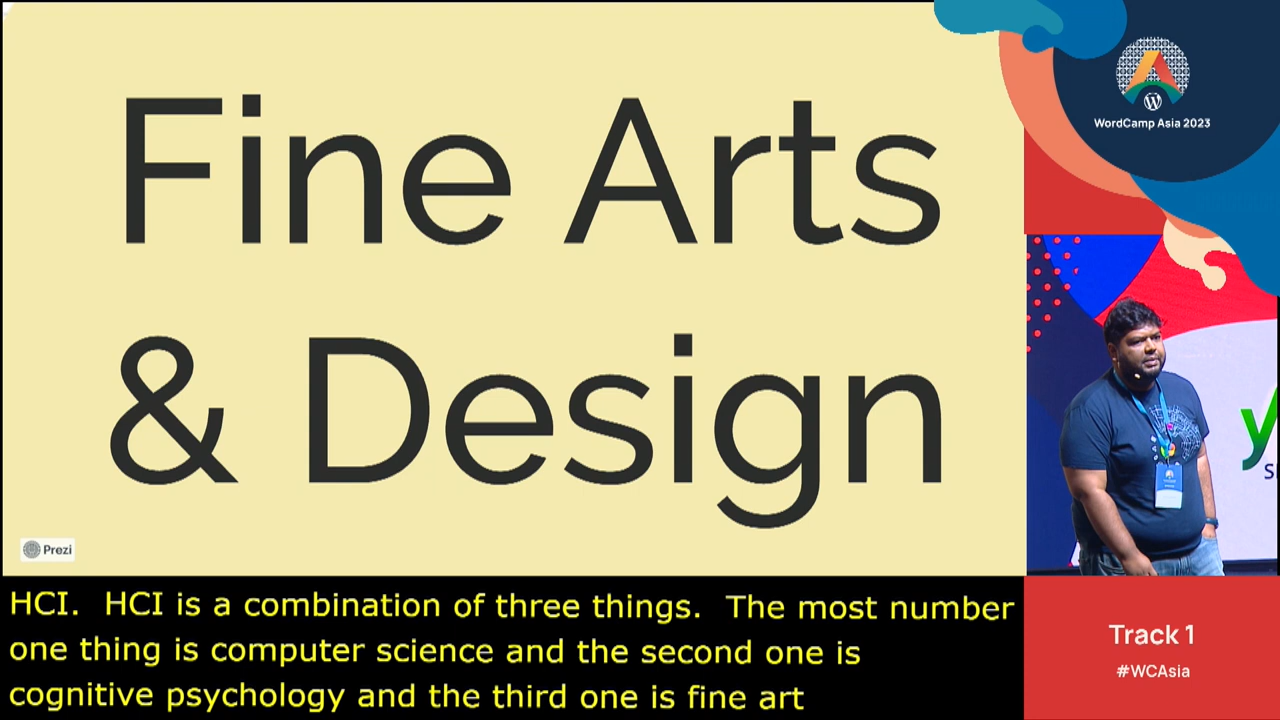 Fine Arts
& Design
Prezi
WordCamp Asia 2023
HCI.  HCI is a combination of three things.  The most number
one thing is computer science and the second one is
cognitive psychology and the third one is fine art
Track 1
#WCAsia